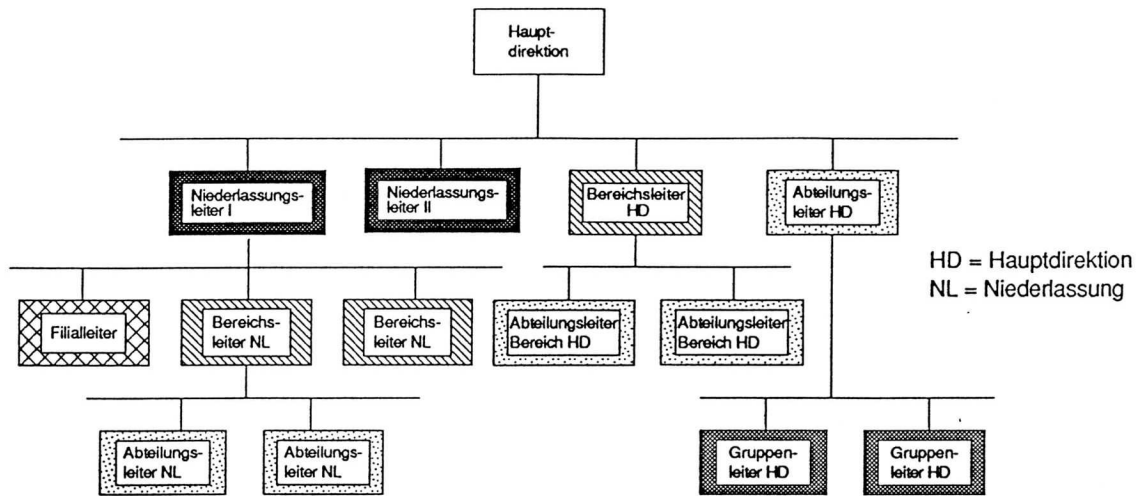 Haupt-
direktion
Niederlassungs-
leiter I
Niederlassungs-
leiter II
Bereichsleiter
HD
Abteilungs-
leiter HD
HD = Hauptdirektion
NL = Niederlassung
Filialleiter
Bereichs-
leiter NL
Bereichs-
leiter NL
Abteilungsleiter
Bereich HD
Abteilungsleiter
Bereich HD
Abteilungs-
leiter NL
Abteilungs-
leiter NL
Gruppen-
leiter HD
Gruppen-
leiter HD